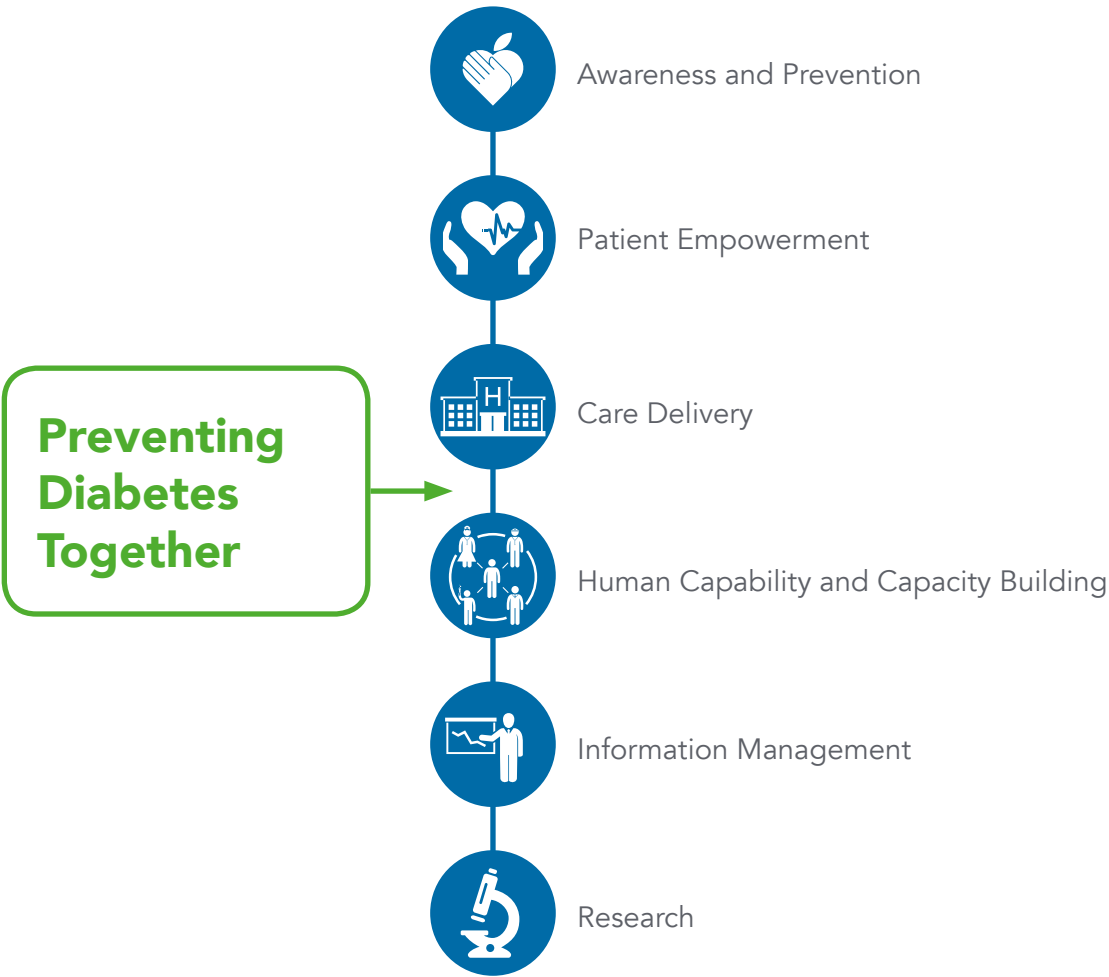 Awareness and Prevention
Patient Empowerment
Preventing
Diabetes
Together
Care Delivery
H
Human Capability and Capacity Building
Information Management
Research